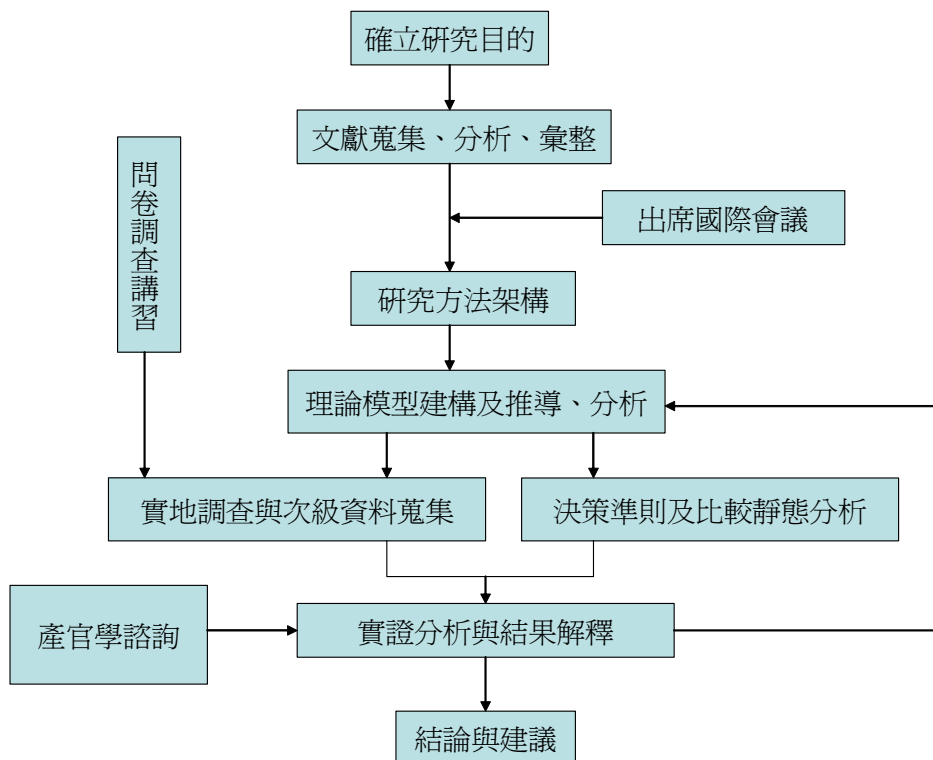 確立研究目的
文獻蒐集、分析、彙整
問卷調查講習
出席國際會議
研究方法架構
理論模型建構及推導、分析
實地調查與次級資料蒐集
決策準則及比較靜態分析
產官學諮詢
實證分析與結果解釋
結論與建議